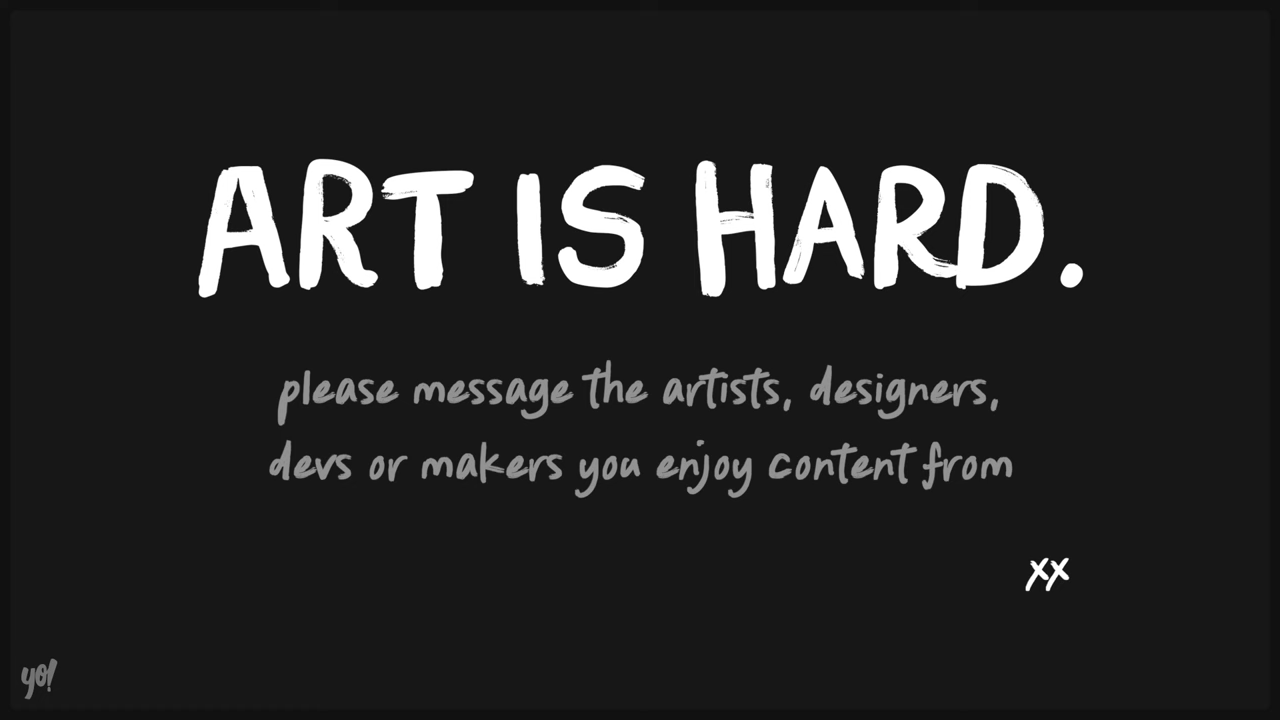 ART IS HARD.
please message the artists, designers,
devs or makers you enjoy content from
xx
yo!